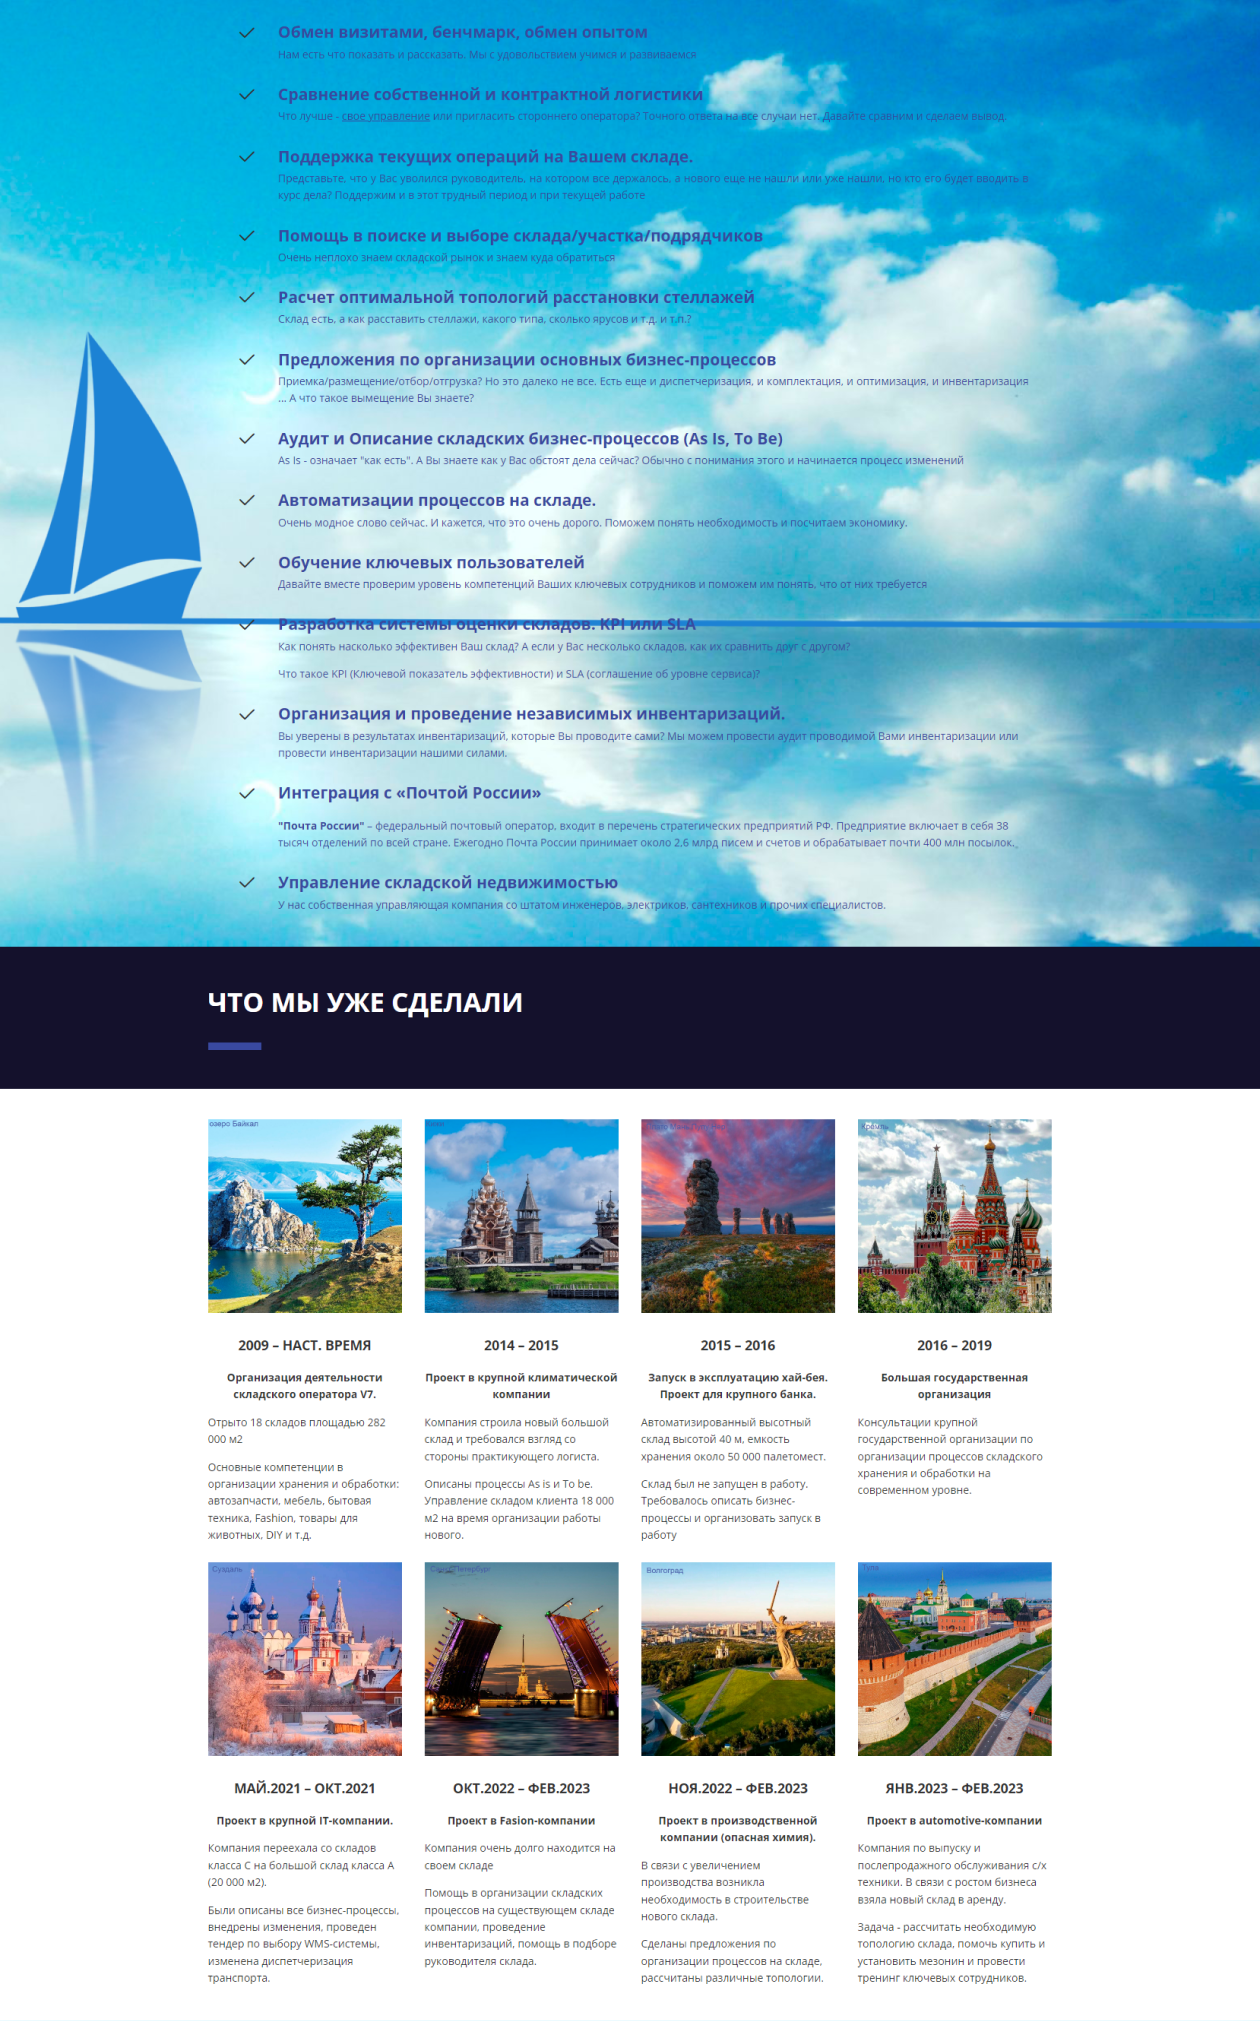 Обмен визитами, бенчмарк, обмен опытом
Нам есть что показать и рассказать. Мы с удовольствием учимся и развиваемся
Сравнение собственной и контрактной логистики
Что лучше - свое управление или пригласить стороннего оператора? Точного ответа на все случаи нет. Давайте сравним и сделаем вывод.
Поддержка текущих операций на Вашем складе.
Представьте, что у Вас уволился руководитель, на котором все держалось, а нового еще не нашли или уже нашли, но кто его будет вводить в
курс дела? Поддержим и в этот трудный период и при текущей работе
Помощь в поиске и выборе склада/участка/подрядчиков
Очень неплохо знаем складской рынок и знаем куда обратиться
Расчет оптимальной топологий расстановки стеллажей
Склад есть, а как расставить стеллажи, какого типа, сколько ярусов и т.д. и т.п.?
Предложения по организации основных бизнес-процессов
Приемка/размещение/отбор/отгрузка? Но это далеко не все. Есть еще и диспетчеризация, и комплектация, и оптимизация, и инвентаризация
... А что такое вымещение Вы знаете?
Аудит и Описание складских бизнес-процессов (As Is, To Be)
As Is - означает "как есть". А Вы знаете как у Вас обстоят дела сейчас? Обычно с понимания этого и начинается процесс изменений
Автоматизации процессов на складе.
Очень модное слово сейчас. И кажется, что это очень дорого. Поможем понять необходимость и посчитаем экономику.
Обучение ключевых пользователей
Давайте вместе проверим уровень компетенций Ваших ключевых сотрудников и поможем им понять, что от них требуется
Разработка системы оценки складов. KPI или SLA
Как понять насколько эффективен Ваш склад? А если у Вас несколько складов, как их сравнить друг с другом?
Что такое KPI (Ключевой показатель эффективности) и SLA (соглашение об уровне сервиса)?
Организация и проведение независимых инвентаризаций.
Вы уверены в результатах инвентаризаций, которые Вы проводите сами? Мы можем провести аудит проводимой Вами инвентаризации или
провести инвентаризации нашими силами.
Интеграция с «Почтой России»
"Почта России" – федеральный почтовый оператор, входит в перечень стратегических предприятий РФ. Предприятие включает в себя 38
тысяч отделений по всей стране. Ежегодно Почта России принимает около 2,6 млрд писем и счетов и обрабатывает почти 400 млн посылок.
Управление складской недвижимостью
У нас собственная управляющая компания со штатом инженеров, электриков, сантехников и прочих специалистов.
ЧТО МЫ УЖЕ СДЕЛАЛИ
озеро Байкал
Кремль
2009 – НАСТ. ВРЕМЯ
Организация деятельности
складского оператора V7.
Отрыто 18 складов площадью 282
000 м2
Основные компетенции в
организации хранения и обработки:
автозапчасти, мебель, бытовая
техника, Fashion, товары для
животных, DIY и т.д.
2014 – 2015
Проект в крупной климатической
компании
Компания строила новый большой
склад и требовался взгляд со
стороны практикующего логиста.
Описаны процессы As is и To be.
Управление складом клиента 18 000
м2 на время организации работы
нового.
2015 – 2016
Запуск в эксплуатацию хай-бея.
Проект для крупного банка.
Автоматизированный высотный
склад высотой 40 м, емкость
хранения около 50 000 палетомест.
Склад был не запущен в работу.
Требовалось описать бизнес-
процессы и организовать запуск в
работу
2016 – 2019
Большая государственная
организация
Консультации крупной
государственной организации по
организации процессов складского
хранения и обработки на
современном уровне.
Суздаль
Санкт-Петербург
Волгоград
Тула
МАЙ.2021 – ОКТ.2021
Проект в крупной IT-компании.
Компания переехала со складов
класса С на большой склад класса А
(20 000 м2).
Были описаны все бизнес-процессы,
внедрены изменения, проведен
тендер по выбору WMS-системы,
изменена диспетчеризация
транспорта.
ОКТ.2022 – ФЕВ.2023
Проект в Fasion-компании
Компания очень долго находится на
своем складе
Помощь в организации складских
процессов на существующем складе
компании, проведение
инвентаризаций, помощь в подборе
руководителя склада.
НОЯ.2022 – ФЕВ.2023
Проект в производственной
компании (опасная химия).
В связи с увеличением
производства возникла
необходимость в строительстве
нового склада.
Сделаны предложения по
организации процессов на складе,
рассчитаны различные топологии.
ЯНВ.2023 – ФЕВ.2023
Проект в automotive-компании
Компания по выпуску и
послепродажного обслуживания с/х
техники. В связи с ростом бизнеса
взяла новый склад в аренду.
Задача - рассчитать необходимую
топологию склада, помочь купить и
установить мезонин и провести
тренинг ключевых сотрудников.